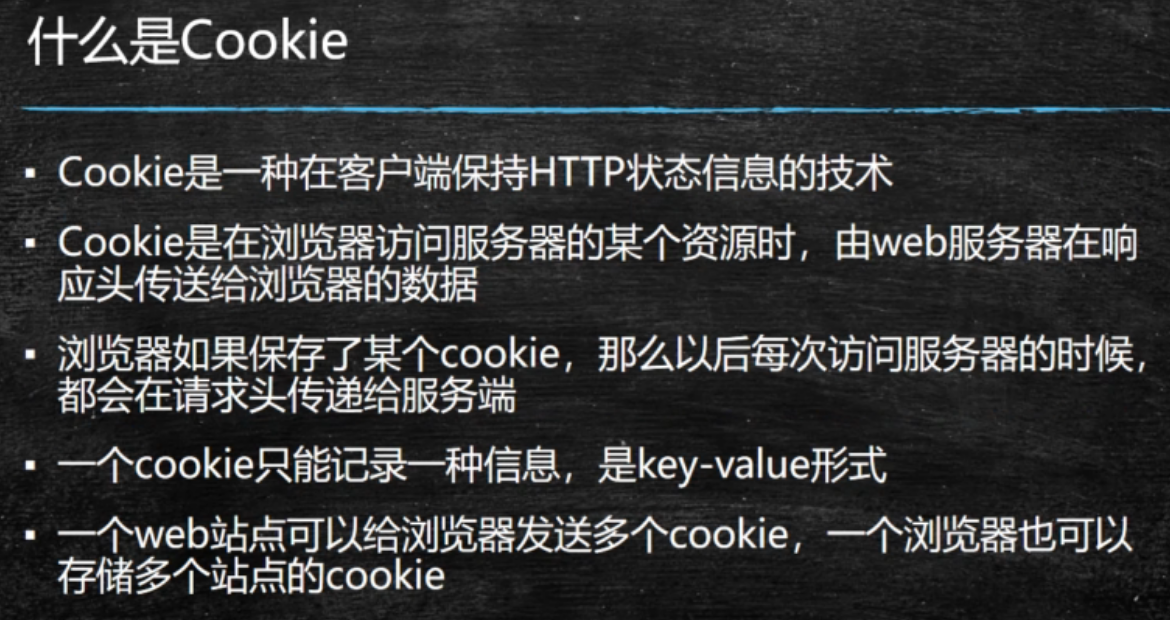 什么是Cookie
▪ Cookie是一种在客户端保持HTTP状态信息的技术
▪ Cookie是在浏览器访问服务器的某个资源时，由web服务器在响
应头传送给浏览器的数据
▪ 浏览器如果保存了某个cookie，那么以后每次访问服务器的时候，
都会在请求头传递给服务端
▪ 一个cookie只能记录一种信息，是key-value形式
▪ 一个web站点可以给浏览器发送多个cookie，一个浏览器也可以
存储多个站点的cookie